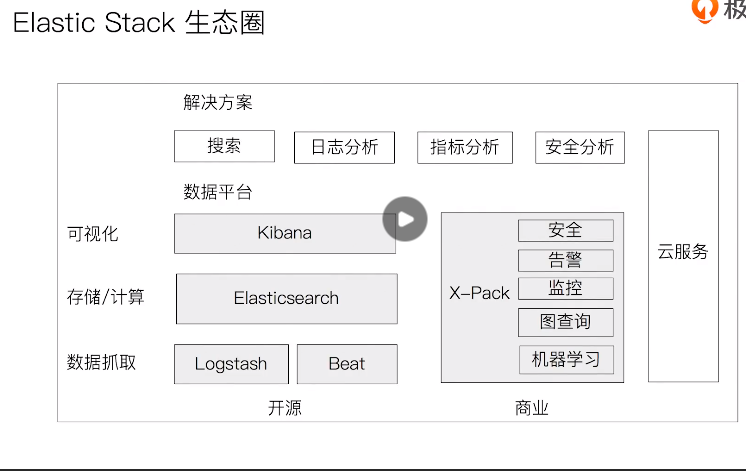 Elastic Stack 生态圈
极
解决方案
搜索 日志分析 指标分析 安全分析
数据平台
可视化 Kibana
存储/计算 Elasticsearch
数据抓取 Logstash Beat
X-Pack
安全
告警
监控
图查询
机器学习
云服务
开源 商业